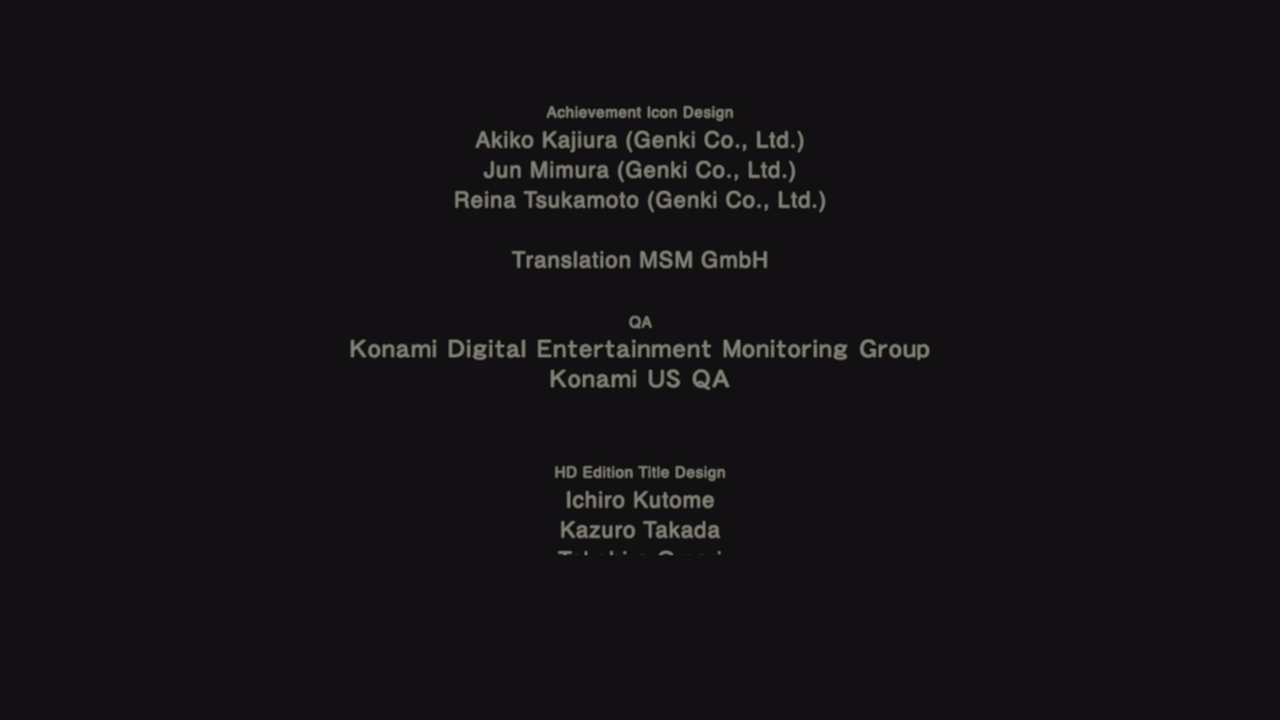 Achievement Icon Design
Akiko Kajiura (Genki Co., Ltd.)
Jun Mimura (Genki Co., Ltd.)
Reina Tsukamoto (Genki Co., Ltd.)
Translation MSM GmbH
QA
Konami Digital Entertainment Monitoring Group
Konami US QA
HD Edition Title Design
Ichiro Kutome
Kazuro Takada